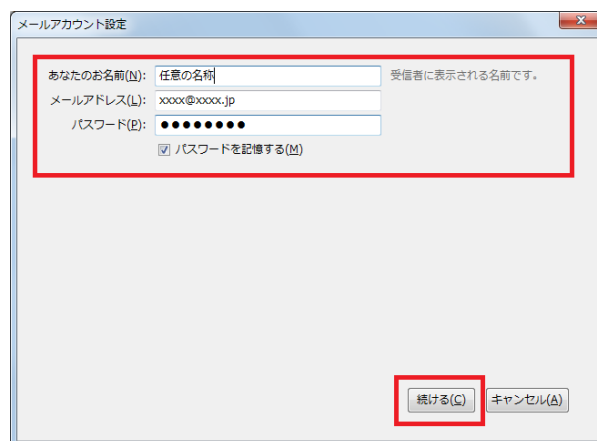 メールアカウント設定
あなたのお名前(N): 任意の名称 受信者に表示される名前です。
メールアドレス(L): xxxx@xxxx.jp
パスワード(P): ●●●●●●●●
パスワードを記憶する(M)
続ける(C) キャンセル(A)